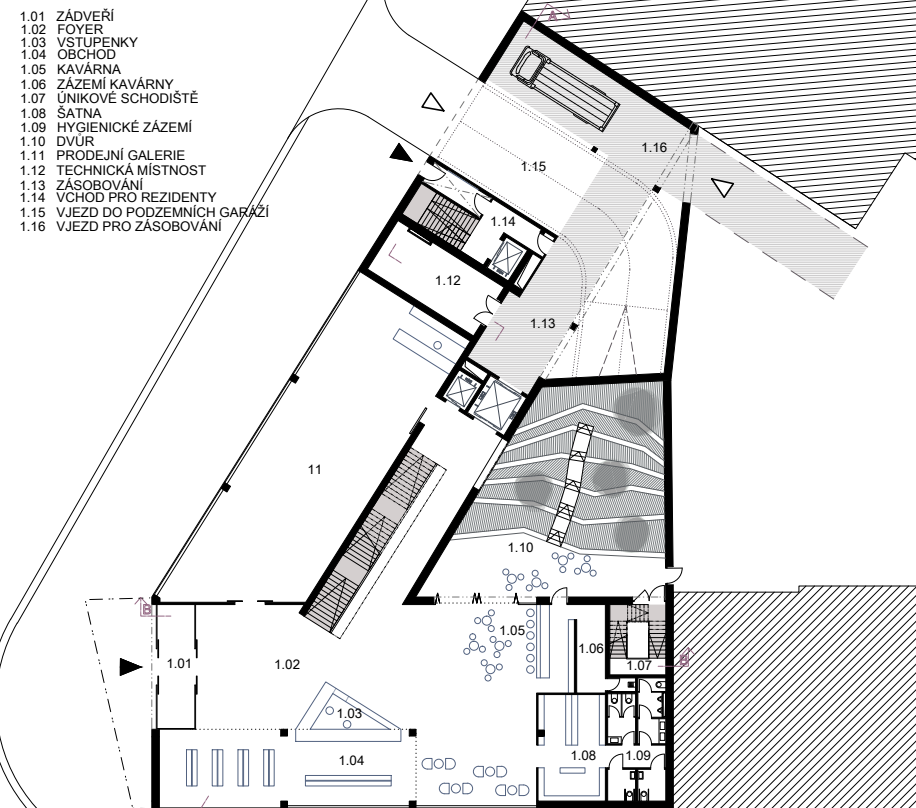 1.01 ZÁDVEŘÍ
1.02 FOYER
1.03 VSTUPENKY
1.04 OBCHOD
1.05 KAVÁRNA
1.06 ZÁZEMÍ KAVÁRNY
1.07 ÚNIKOVÉ SCHODIŠTĚ
1.08 ŠATNA
1.09 HYGIENICKÉ ZÁZEMÍ
1.10 DVŮR
1.11 PRODEJNÍ GALERIE
1.12 TECHNICKÁ MÍSTNOST
1.13 ZÁSOBOVÁNÍ
1.14 VCHOD PRO REZIDENTY
1.15 VJEZD DO PODZEMNÍCH GARÁŽÍ
1.16 VJEZD PRO ZÁSOBOVÁNÍ
A
1.16
1.15
1.14
1.12
1.13
11
1.10
B
1.05
1.06
1.01
1.02
1.07
1.03
1.04
1.08
1.09